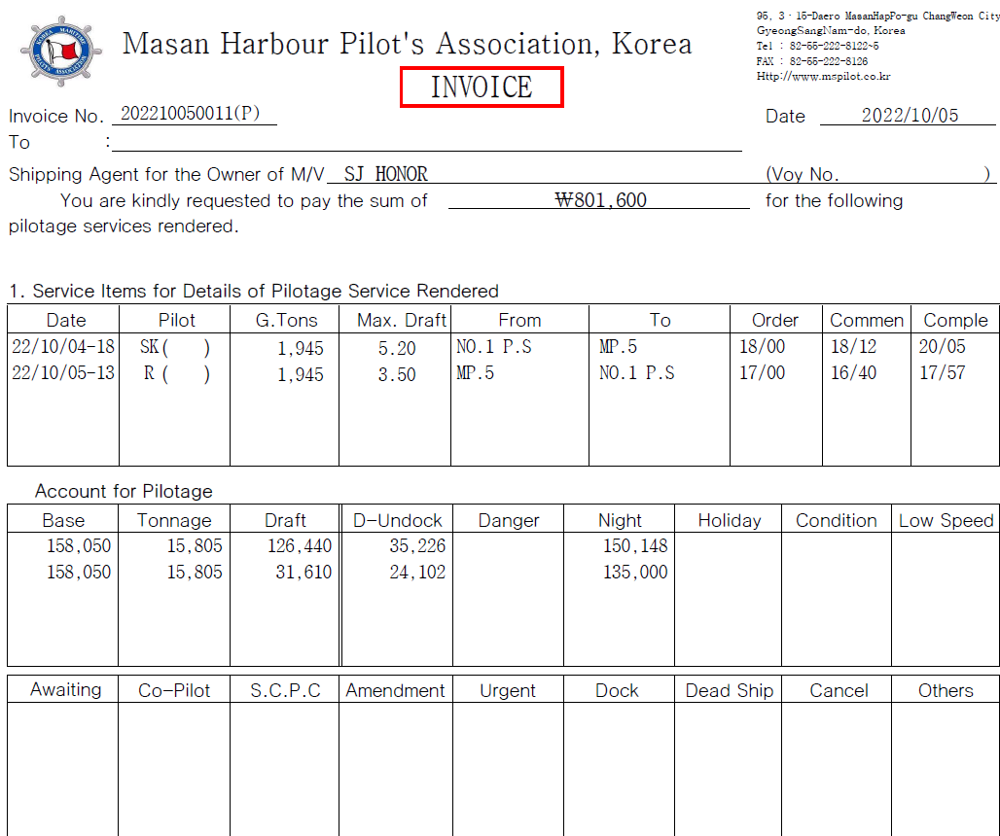 95, 3·15-Daero MasanHapPo-gu ChangWeon City
GyeongSangNam-do, Korea
Tel : 82-55-222-8122~5
FAX : 82-55-222-8126
Http://www.mspilot.co.kr
KOREA MARITIME PILOTS' ASSOCIATION
Masan Harbour Pilot's Association, Korea
INVOICE
Invoice No. 202210050011(P) Date 2022/10/05
To :
Shipping Agent for the Owner of M/V SJ HONOR (Voy No. )
You are kindly requested to pay the sum of ₩801,600 for the following
pilotage services rendered.
1. Service Items for Details of Pilotage Service Rendered
Date Pilot G.Tons Max. Draft From To Order Commen Comple
22/10/04-18 SK( ) 1,945 5.20 NO.1 P.S MP.5 18/00 18/12 20/05
22/10/05-13 R ( ) 1,945 3.50 MP.5 NO.1 P.S 17/00 16/40 17/57
Account for Pilotage
Base Tonnage Draft D-Undock Danger Night Holiday Condition Low Speed
158,050 15,805 126,440 35,226 150,148
158,050 15,805 31,610 24,102 135,000
Awaiting Co-Pilot S.C.P.C Amendment Urgent Dock Dead Ship Cancel Others